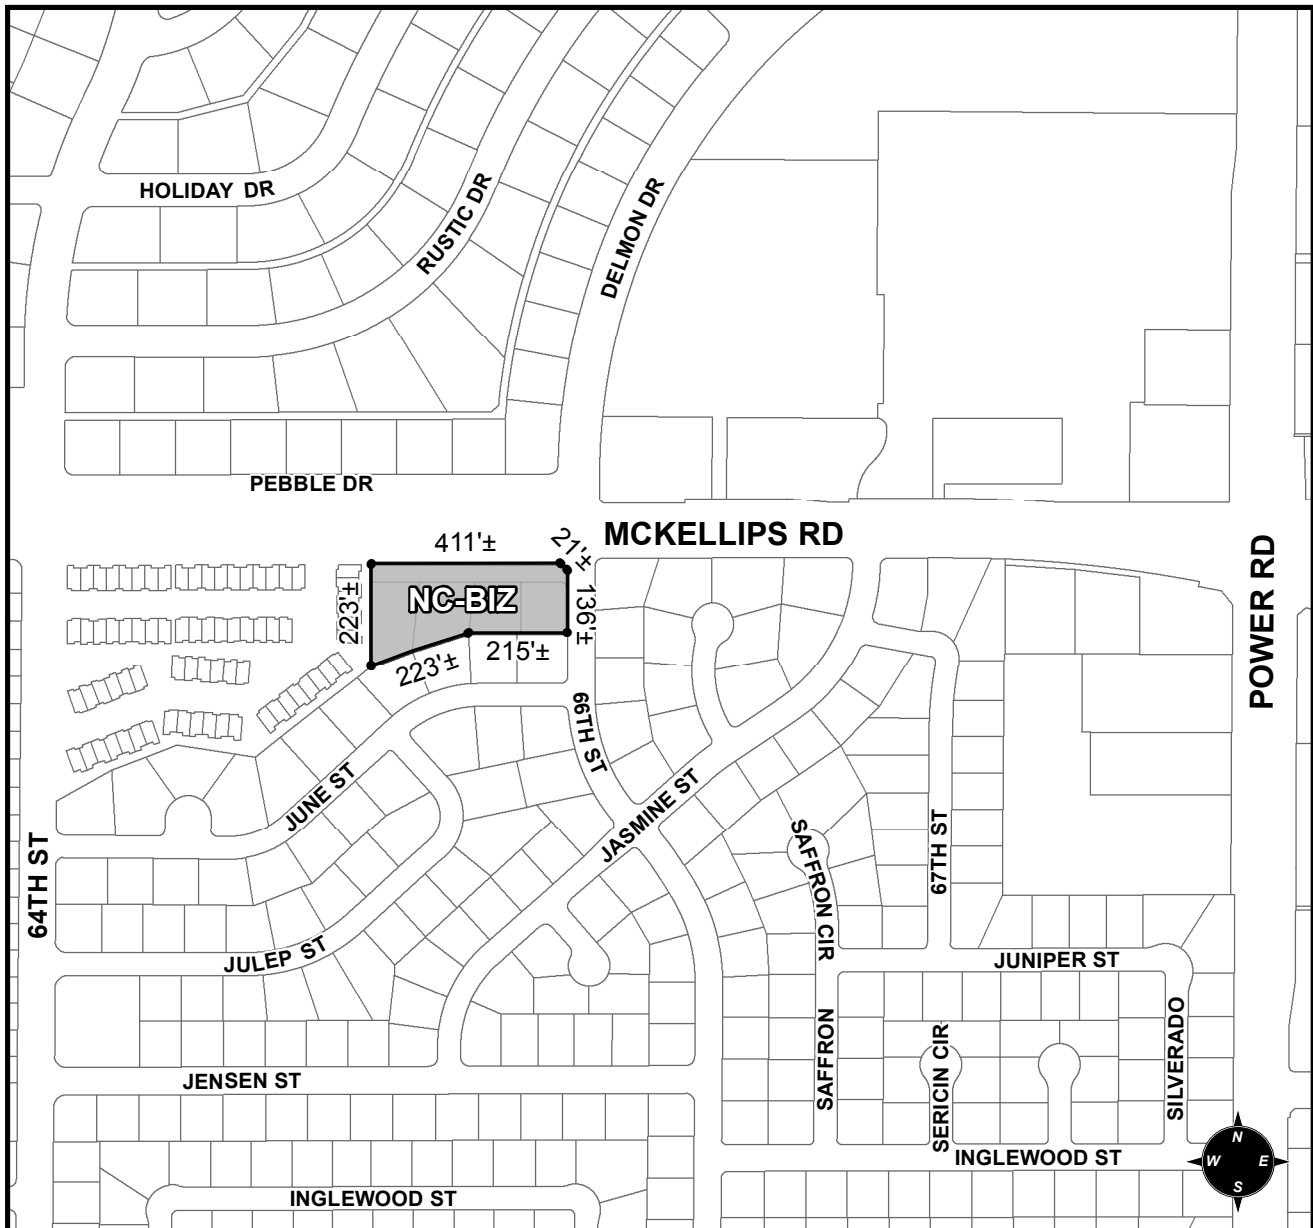 HOLIDAY DR
RUSTIC DR
DELMON DR
PEBBLE DR
MCKELLIPS RD
POWER RD
411'±
21'±
223'±
NC-BIZ
136'±
223'±
215'±
66TH ST
JUNE ST
JASMINE ST
SAFFRON CIR
67TH ST
64TH ST
JULEP ST
JUNIPER ST
SAFFRON
SERICIN CIR
SILVERADO
JENSEN ST
INGLEWOOD ST
INGLEWOOD ST
N
W E
S